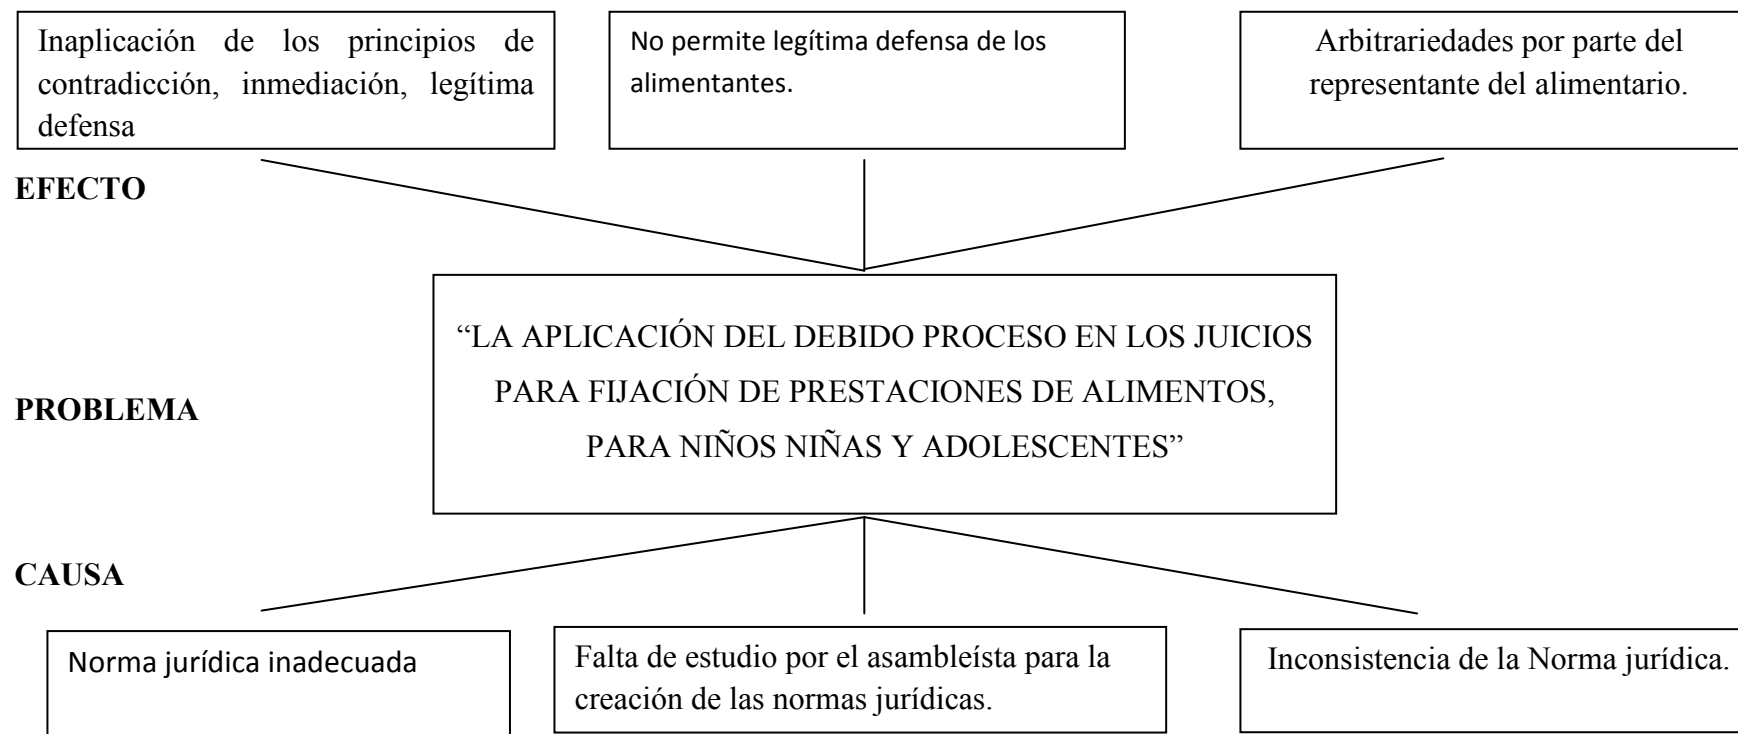 Inaplicación de los principios de
contradicción, inmediación, legítima
defensa
No permite legítima defensa de los
alimentantes.
Arbitrariedades por parte del
representante del alimentario.
EFECTO
“LA APLICACIÓN DEL DEBIDO PROCESO EN LOS JUICIOS
PARA FIJACIÓN DE PRESTACIONES DE ALIMENTOS,
PARA NIÑOS NIÑAS Y ADOLESCENTES”
PROBLEMA
CAUSA
Norma jurídica inadecuada
Falta de estudio por el asambleísta para la
creación de las normas jurídicas.
Inconsistencia de la Norma jurídica.